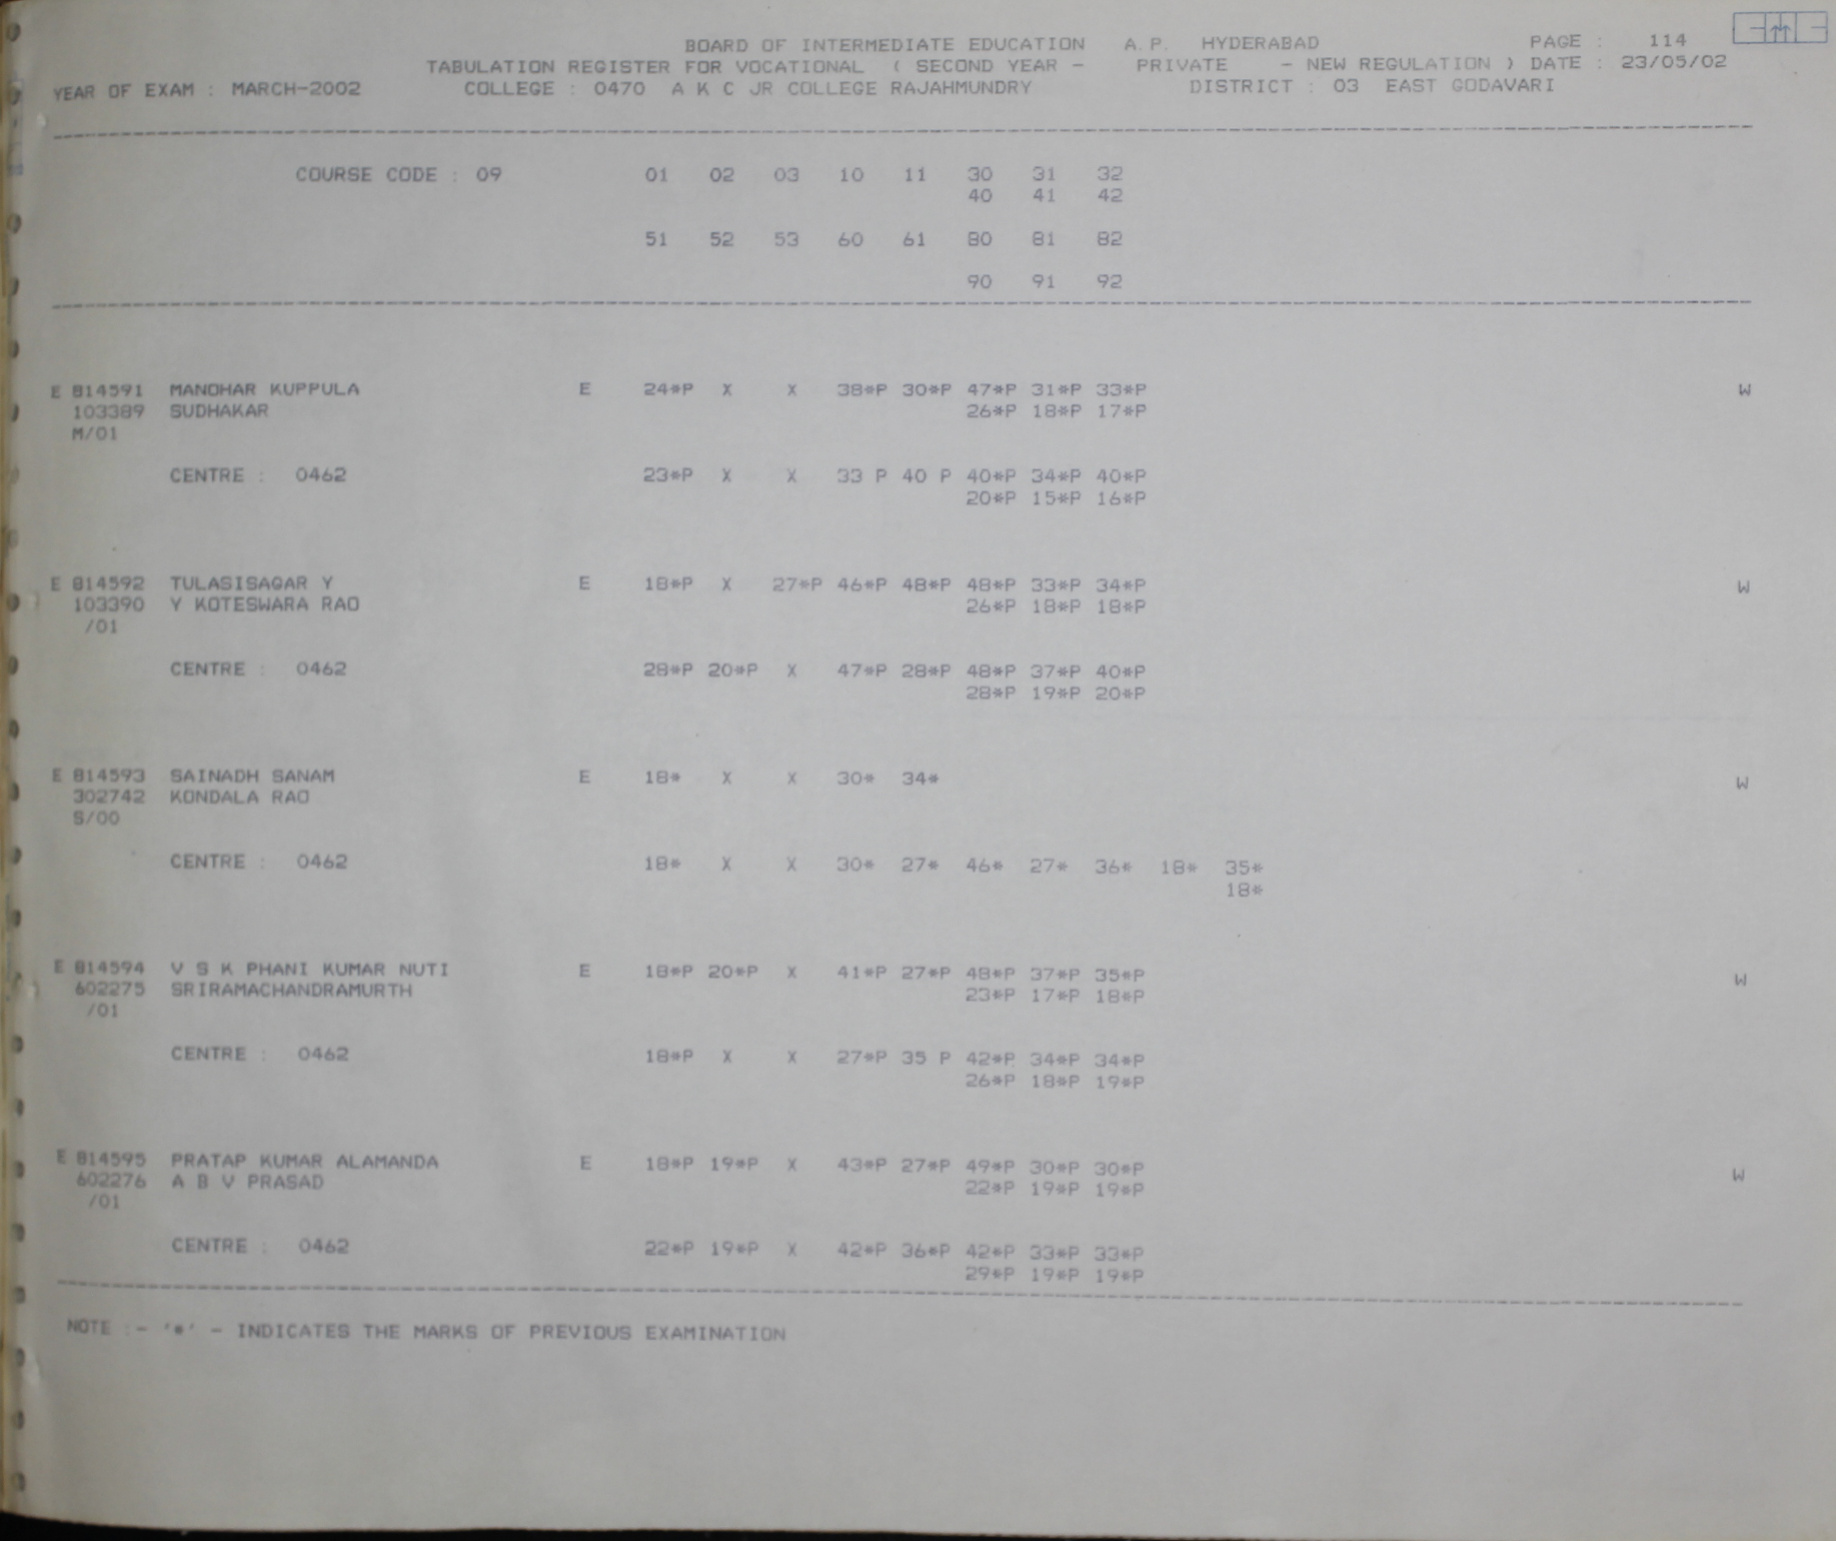 BOARD OF INTERMEDIATE EDUCATION A.P. HYDERABAD PAGE : 114
TABULATION REGISTER FOR VOCATIONAL ( SECOND YEAR - PRIVATE - NEW REGULATION ) DATE : 23/05/02
YEAR OF EXAM : MARCH-2002 COLLEGE : 0470 A K C JR COLLEGE RAJAHMUNDRY DISTRICT : 03 EAST GODAVARI
COURSE CODE : 09 01 02 03 10 11 30 31 32
40 41 42
51 52 53 60 61 80 81 82
90 91 92
E 814591 MANOHAR KUPPULA E 24*P X X 38*P 30*P 47*P 31*P 33*P W
103389 SUDHAKAR 26*P 18*P 17*P
M/01
CENTRE : 0462 23*P X X 33 P 40 P 40*P 34*P 40*P
20*P 15*P 16*P
E 814592 TULASISAGAR Y E 18*P X 27*P 46*P 48*P 48*P 33*P 34*P W
103390 Y KOTESWARA RAO 26*P 18*P 18*P
/01
CENTRE : 0462 28*P 20*P X 47*P 28*P 48*P 37*P 40*P
28*P 19*P 20*P
E 814593 SAINADH SANAM E 18* X X 30* 34* W
302742 KONDALA RAO
S/00
CENTRE : 0462 18* X X 30* 27* 46* 27* 36* 18* 35*
18*
E 814594 V S K PHANI KUMAR NUTI E 18*P 20*P X 41*P 27*P 48*P 37*P 35*P W
602275 SRIRAMACHANDRAMURTH 23*P 17*P 18*P
/01
CENTRE : 0462 18*P X X 27*P 35 P 42*P 34*P 34*P
26*P 18*P 19*P
E 814595 PRATAP KUMAR ALAMANDA E 18*P 19*P X 43*P 27*P 49*P 30*P 30*P W
602276 A B V PRASAD 22*P 19*P 19*P
/01
CENTRE : 0462 22*P 19*P X 42*P 36*P 42*P 33*P 33*P
29*P 19*P 19*P
NOTE :- '*' - INDICATES THE MARKS OF PREVIOUS EXAMINATION